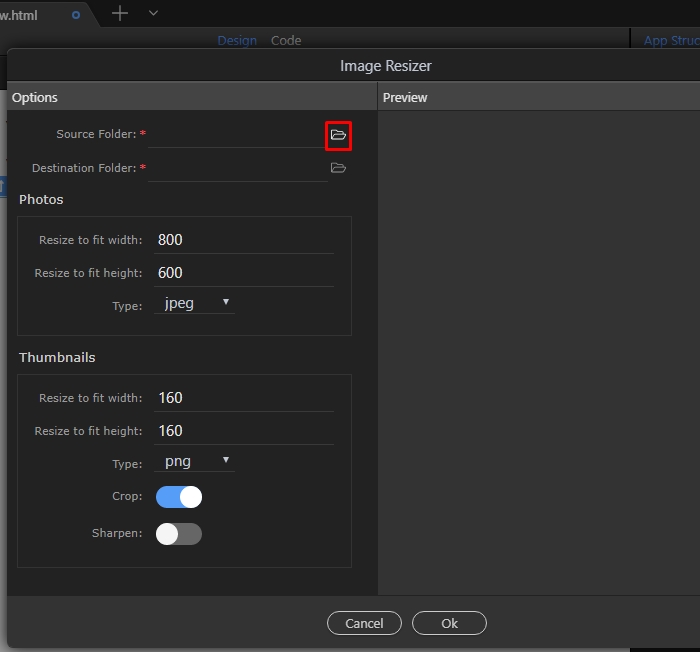 w.html
Design Code App Struc
Image Resizer
Options Preview
Source Folder: *
Destination Folder: *
Photos
Resize to fit width: 800
Resize to fit height: 600
Type: jpeg
Thumbnails
Resize to fit width: 160
Resize to fit height: 160
Type: png
Crop:
Sharpen:
Cancel Ok